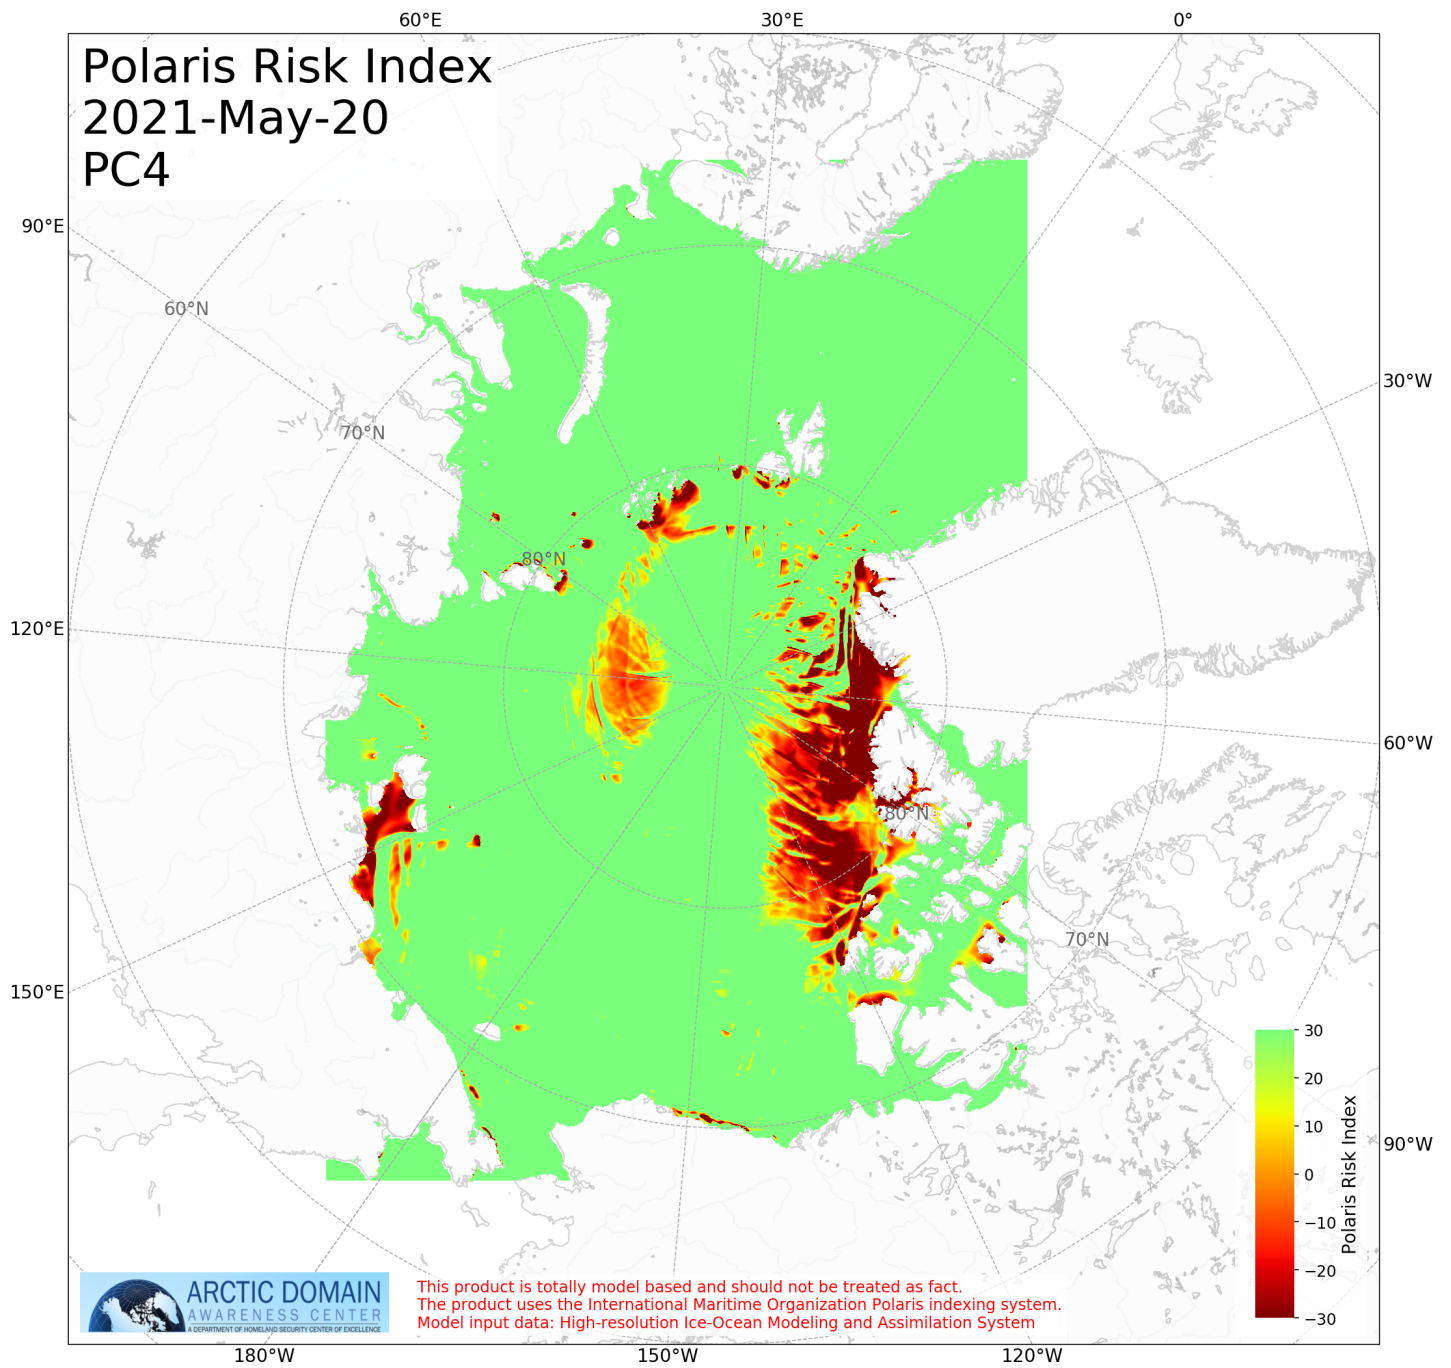 60°E 30°E 0°
Polaris Risk Index
2021-May-20
PC4
90°E
60°N
30°W
70°N
80°N
120°E
60°W
80°N
70°N
150°E
30
20
10
0
−10
−20
−30
Polaris Risk Index
90°W
ARCTIC DOMAIN
AWARENESS CENTER
A DEPARTMENT OF HOMELAND SECURITY CENTER OF EXCELLENCE
This product is totally model based and should not be treated as fact.
The product uses the International Maritime Organization Polaris indexing system.
Model input data: High-resolution Ice-Ocean Modeling and Assimilation System
180°W 150°W 120°W